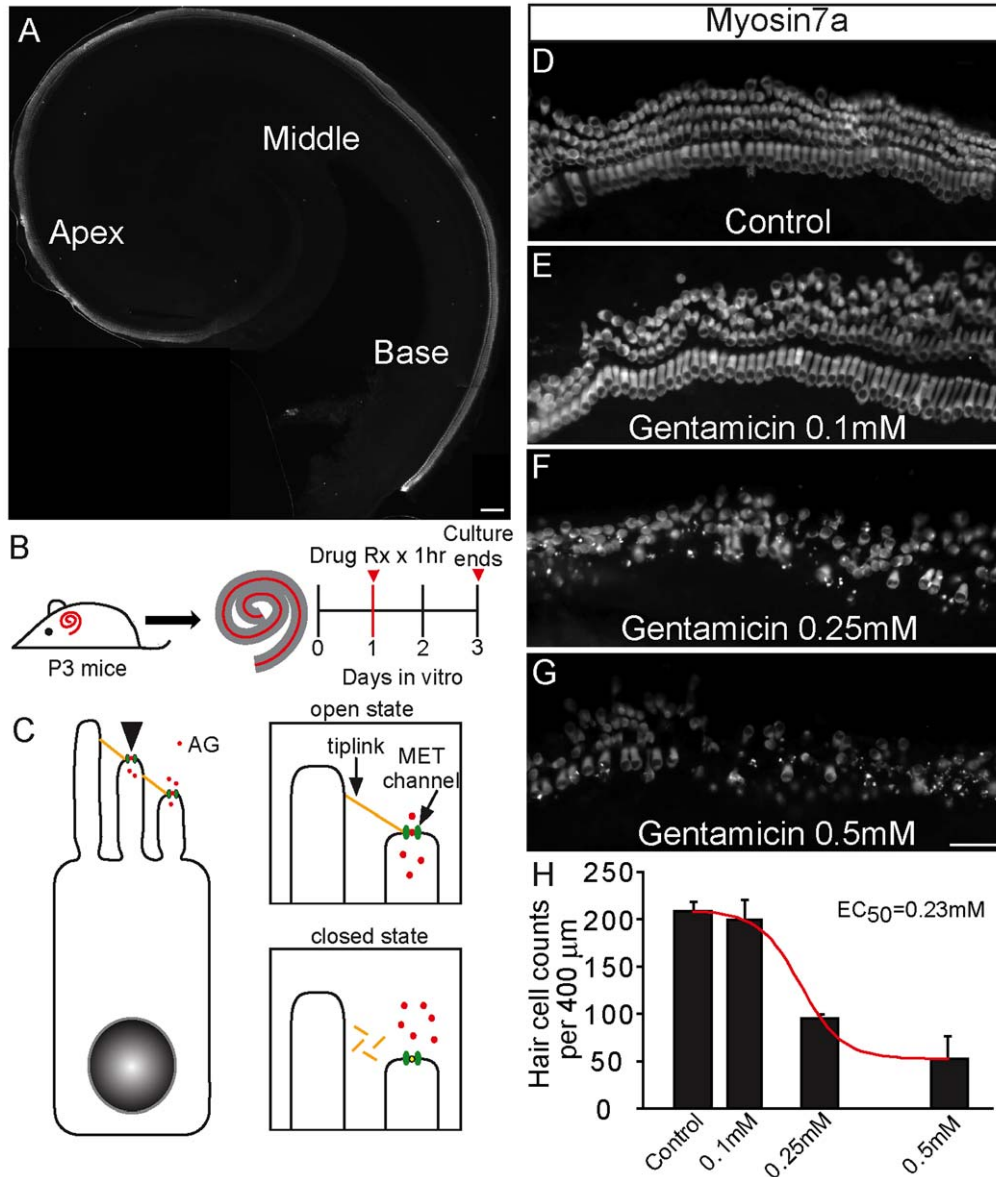 A
Middle
Apex
Base
B
Drug Rx x 1hr
Culture
ends
P3 mice
0
1
2
3
Days in vitro
C
AG
open state
tiplink
MET
channel
closed state
Myosin7a
D
Control
E
Gentamicin 0.1mM
F
Gentamicin 0.25mM
G
Gentamicin 0.5mM
H
Hair cell counts
per 400 μm
250
200
150
100
50
0
EC50=0.23mM
Control
0.1mM
0.25mM
0.5mM